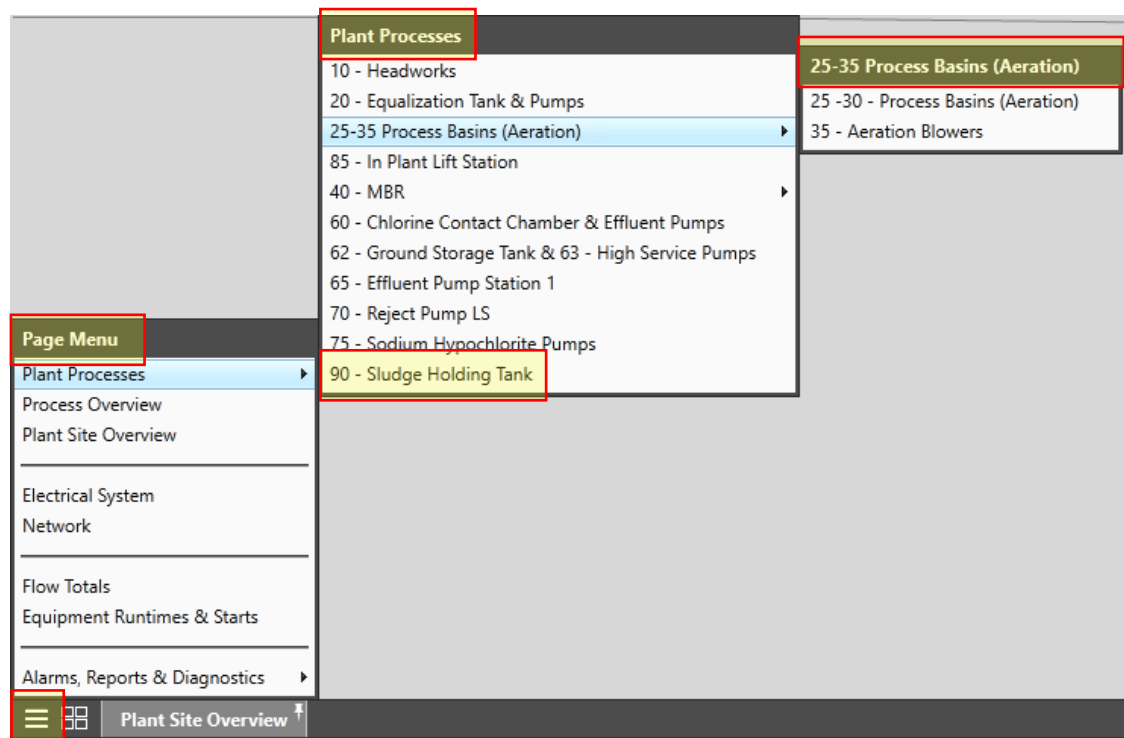 Plant Processes
10 - Headworks
20 - Equalization Tank & Pumps
25-35 Process Basins (Aeration)
85 - In Plant Lift Station
40 - MBR
60 - Chlorine Contact Chamber & Effluent Pumps
62 - Ground Storage Tank & 63 - High Service Pumps
65 - Effluent Pump Station 1
70 - Reject Pump LS
75 - Sodium Hypochlorite Pumps
90 - Sludge Holding Tank
25-35 Process Basins (Aeration)
25 -30 - Process Basins (Aeration)
35 - Aeration Blowers
Page Menu
Plant Processes
Process Overview
Plant Site Overview
Electrical System
Network
Flow Totals
Equipment Runtimes & Starts
Alarms, Reports & Diagnostics
Plant Site Overview